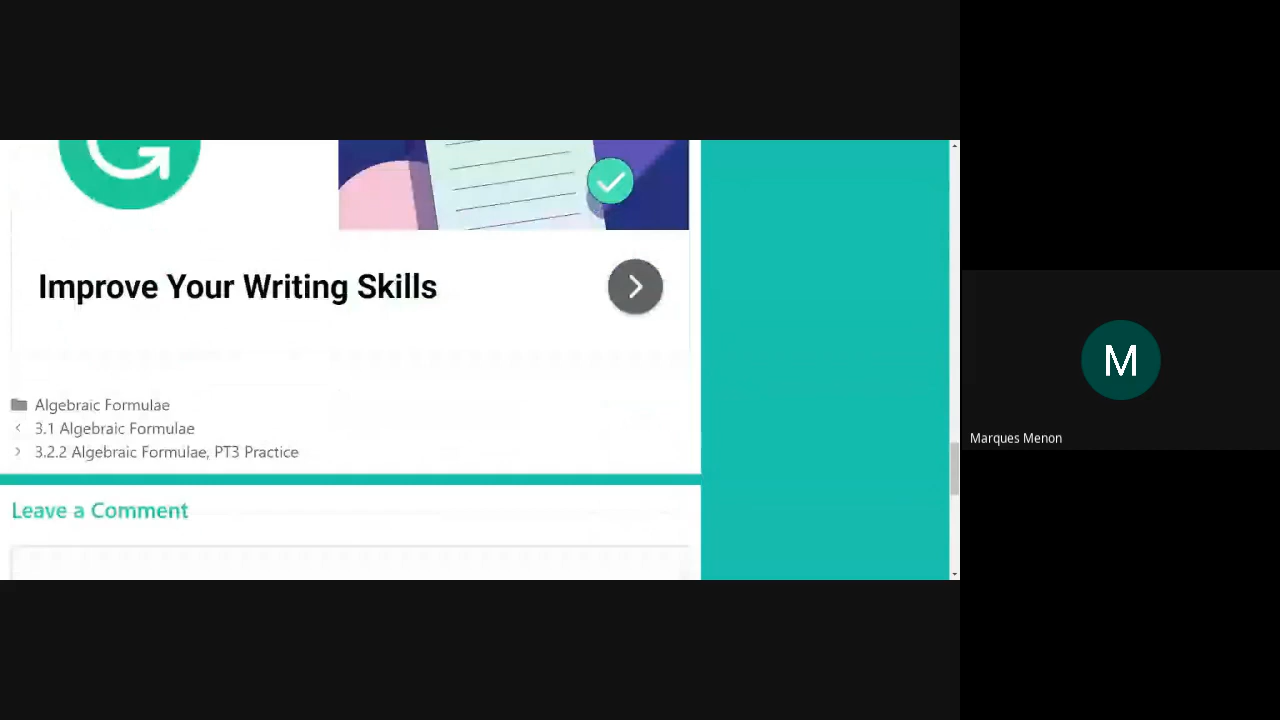 Improve Your Writing Skills
Algebraic Formulae
3.1 Algebraic Formulae
3.2.2 Algebraic Formulae, PT3 Practice
Leave a Comment
M
Marques Menon